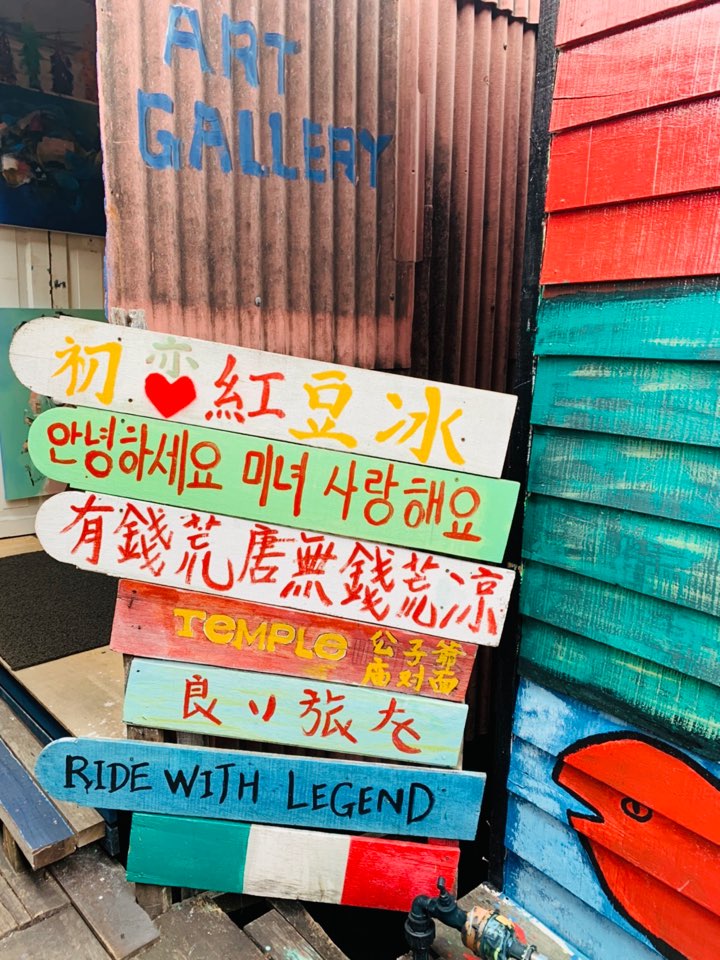 ART
GALLERY
初恋紅豆冰
안녕하세요 미녀 사랑해요
有錢荒唐無錢荒凉
TEMPLE 公子爷
庙对面
良い旅を
RIDE WITH LEGEND